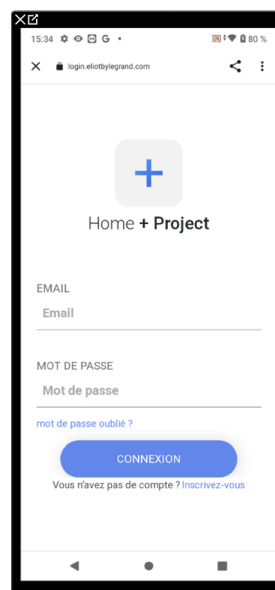 15:34 G 80 %
login.eliotbylegrand.com
Home + Project
EMAIL
Email
MOT DE PASSE
Mot de passe
mot de passe oublié ?
CONNEXION
Vous n'avez pas de compte ? Inscrivez-vous